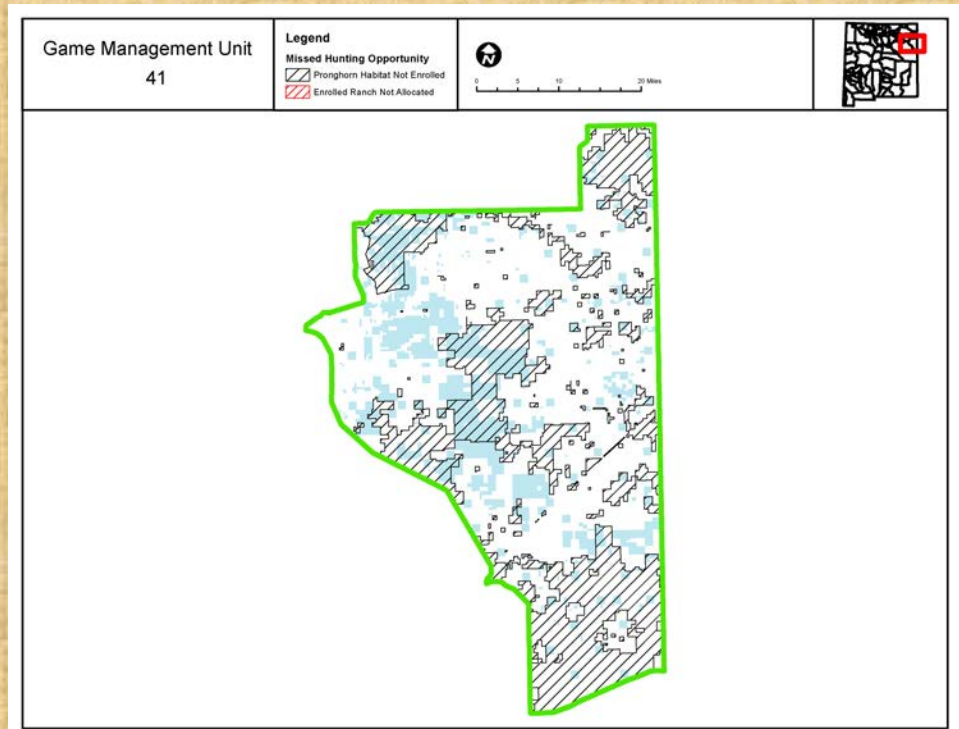 Game Management Unit
41
Legend
Missed Hunting Opportunity
Pronghorn Habitat Not Enrolled
Enrolled Ranch Not Allocated
N
0 5 10 20 Miles